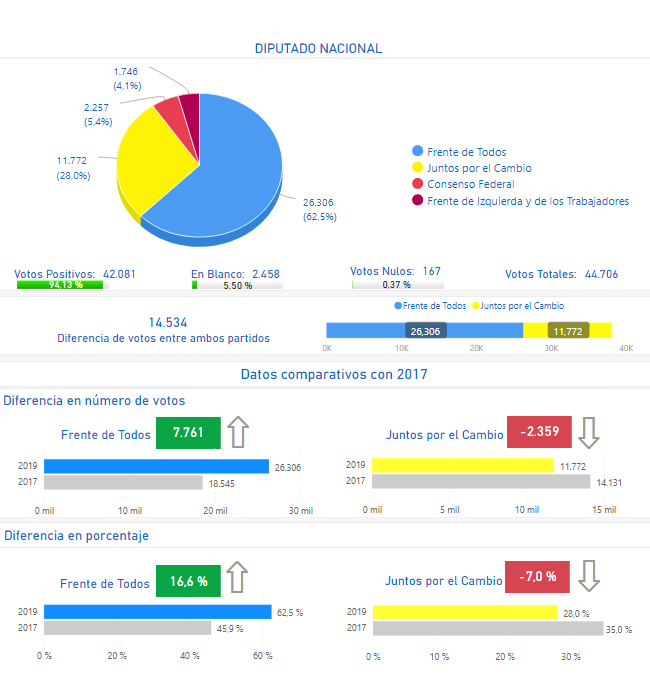 DIPUTADO NACIONAL
1.746
(4,1%)
2.257
(5,4%)
11.772
(28,0%)
26.306
(62,5%)
Frente de Todos
Juntos por el Cambio
Consenso Federal
Frente de Izquierda y de los Trabajadores
Votos Positivos: 42.081
94,13 %
En Blanco: 2.458
5,50 %
Votos Nulos: 167
0,37 %
Votos Totales: 44.706
14.534
Diferencia de votos entre ambos partidos
Frente de Todos Juntos por el Cambio
26,306 11,772
0K 10K 20K 30K 40K
Datos comparativos con 2017
Diferencia en número de votos
Frente de Todos 7.761
2019 26.306
2017 18.545
0 mil 10 mil 20 mil 30 mil
Juntos por el Cambio -2.359
2019 11.772
2017 14.131
0 mil 5 mil 10 mil 15 mil
Diferencia en porcentaje
Frente de Todos 16,6 %
2019 62,5 %
2017 45,9 %
0 % 20 % 40 % 60 %
Juntos por el Cambio -7,0 %
2019 28,0 %
2017 35,0 %
0 % 10 % 20 % 30 %